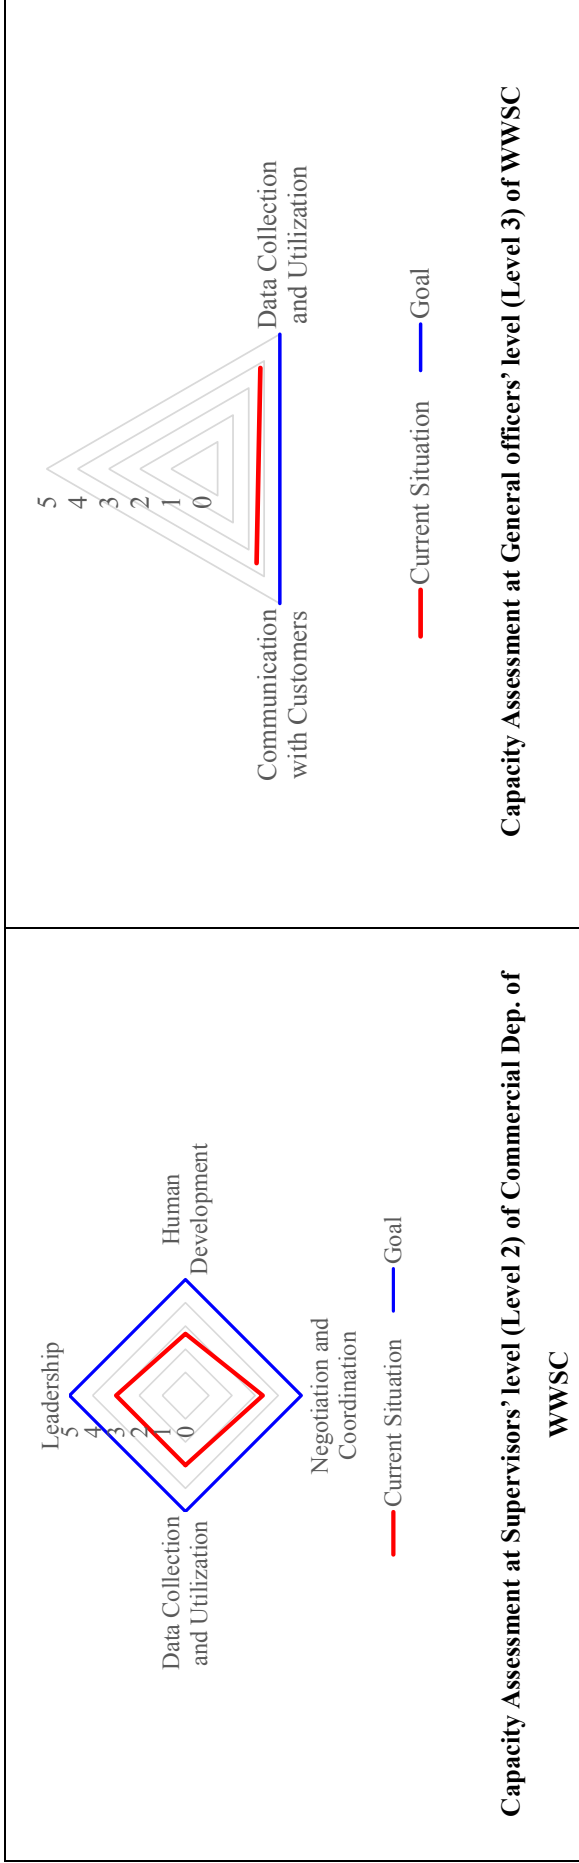 Leadership
5
4
3
2
1
0
Human
Development
Negotiation and
Coordination
Data Collection
and Utilization
Current Situation
Goal
Capacity Assessment at Supervisors’ level (Level 2) of Commercial Dep. of
WWSC
5
4
3
2
1
0
Data Collection
and Utilization
Communication
with Customers
Current Situation
Goal
Capacity Assessment at General officers’ level (Level 3) of WWSC